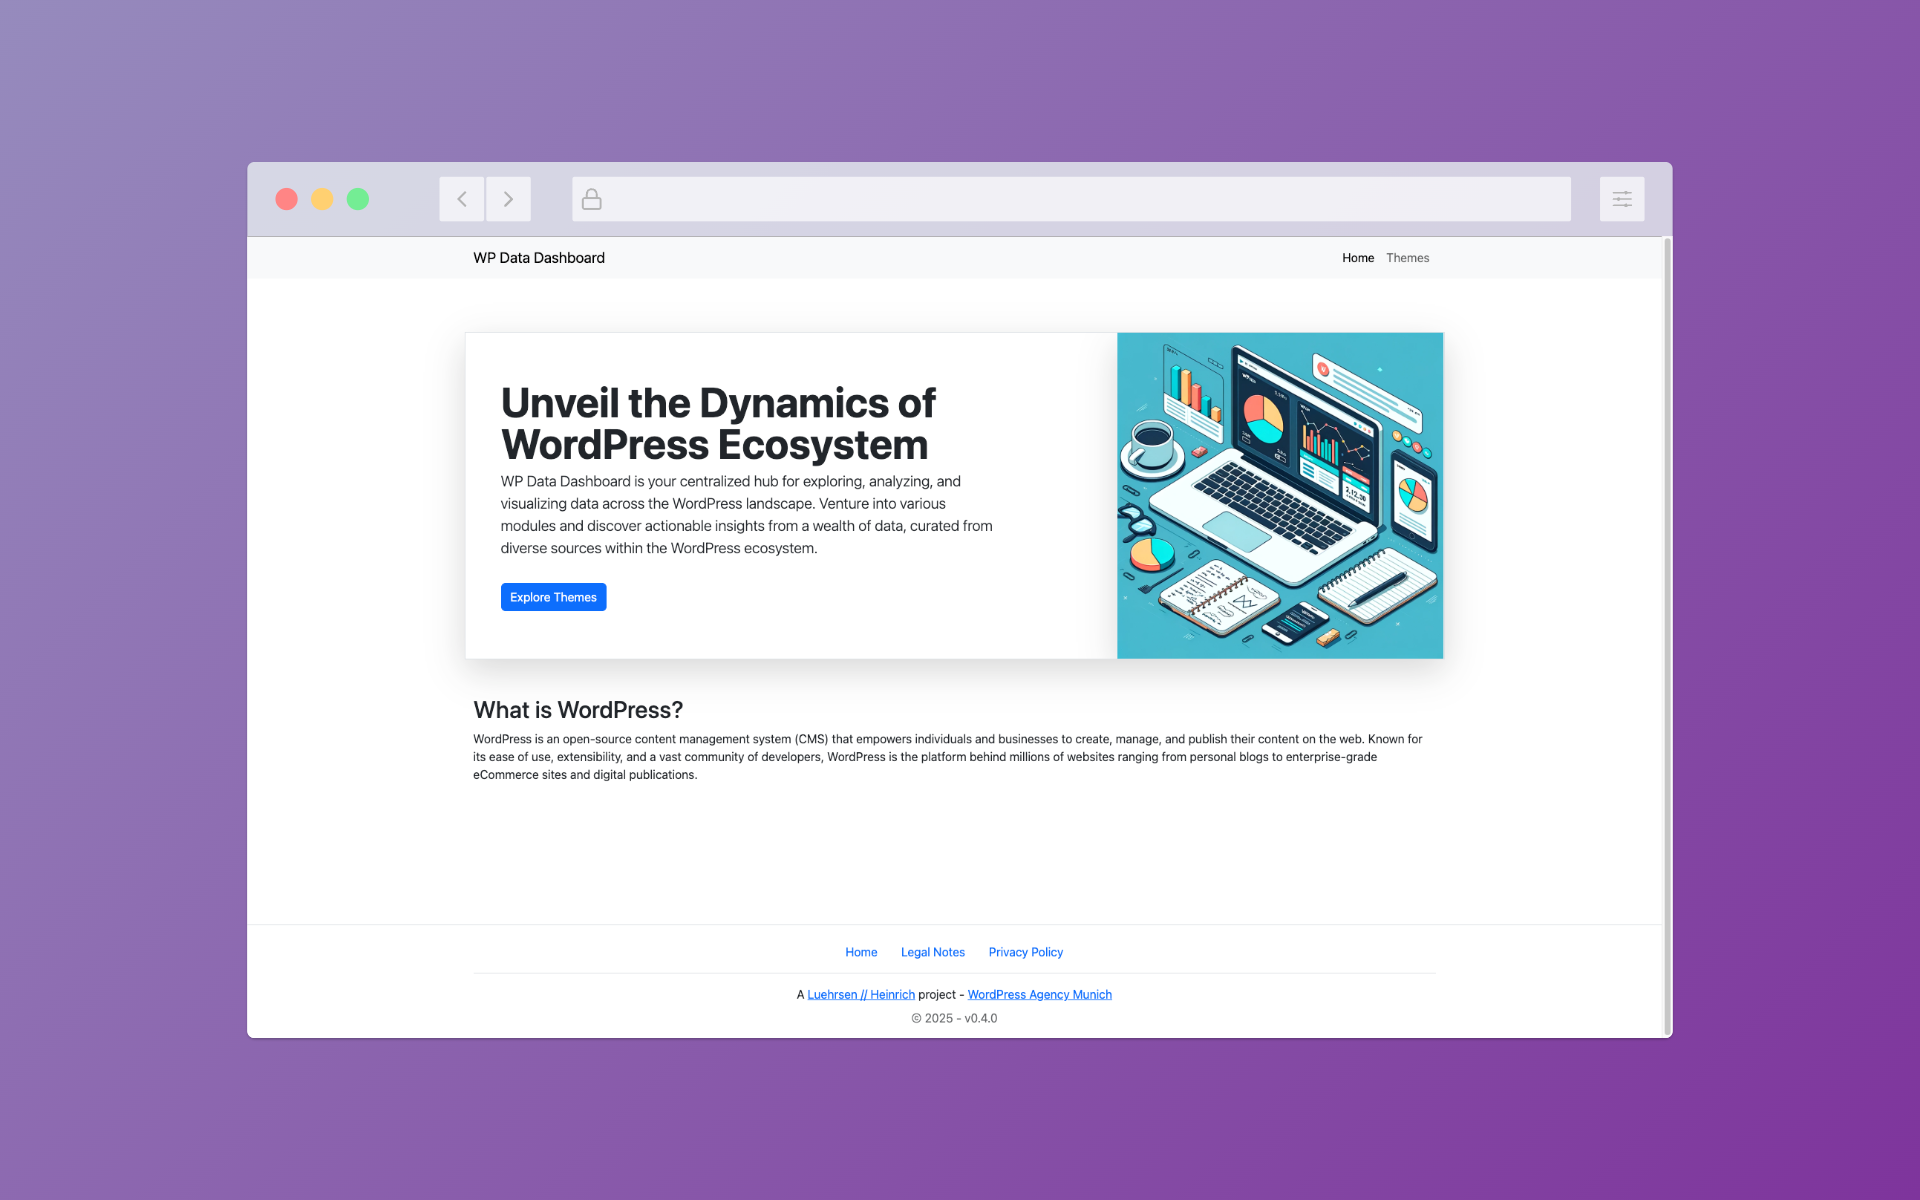 WP Data Dashboard
Home Themes
Unveil the Dynamics of
WordPress Ecosystem
WP Data Dashboard is your centralized hub for exploring, analyzing, and
visualizing data across the WordPress landscape. Venture into various
modules and discover actionable insights from a wealth of data, curated from
diverse sources within the WordPress ecosystem.
Explore Themes
What is WordPress?
WordPress is an open-source content management system (CMS) that empowers individuals and businesses to create, manage, and publish their content on the web. Known for
its ease of use, extensibility, and a vast community of developers, WordPress is the platform behind millions of websites ranging from personal blogs to enterprise-grade
eCommerce sites and digital publications.
Home Legal Notes Privacy Policy
A Luehrsen // Heinrich project - WordPress Agency Munich
© 2025 - v0.4.0